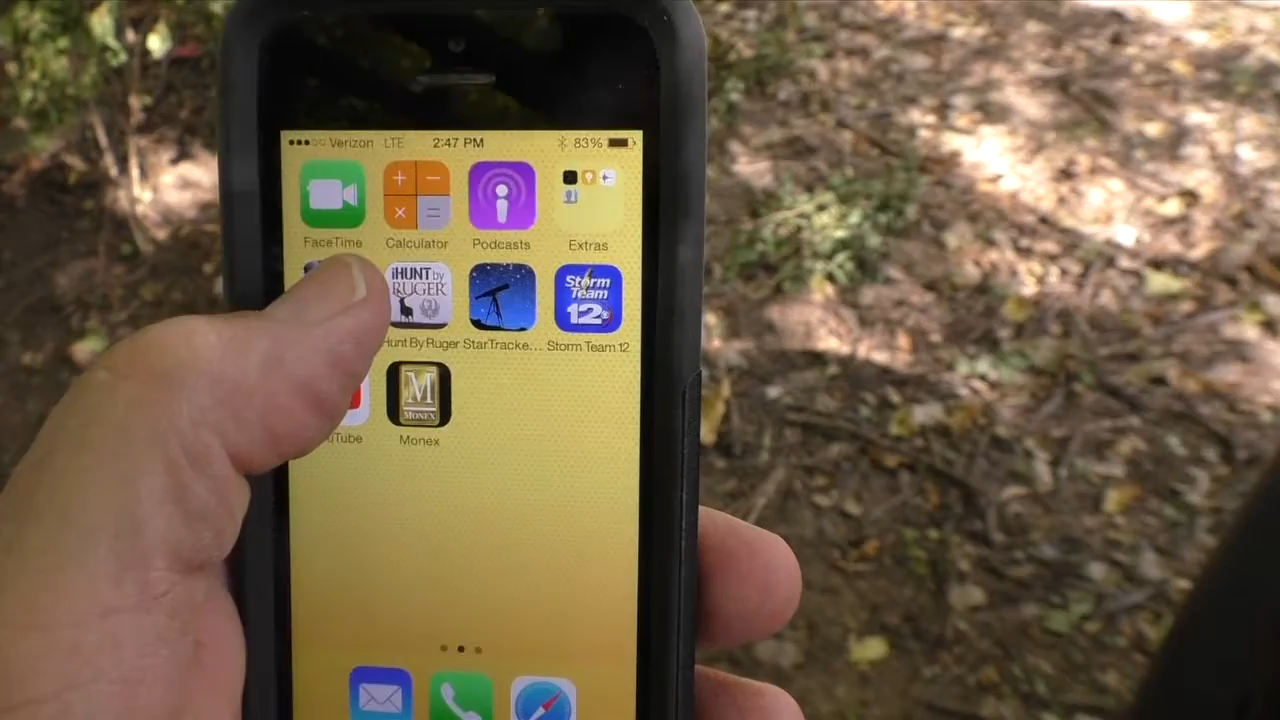 Verizon LTE 2:47 PM 83%
FaceTime Calculator Podcasts Extras
iHUNT by
RUGER
Storm
Team
12
Hunt By Ruger StarTracke... Storm Team 12
M
MONEX
Tube Monex